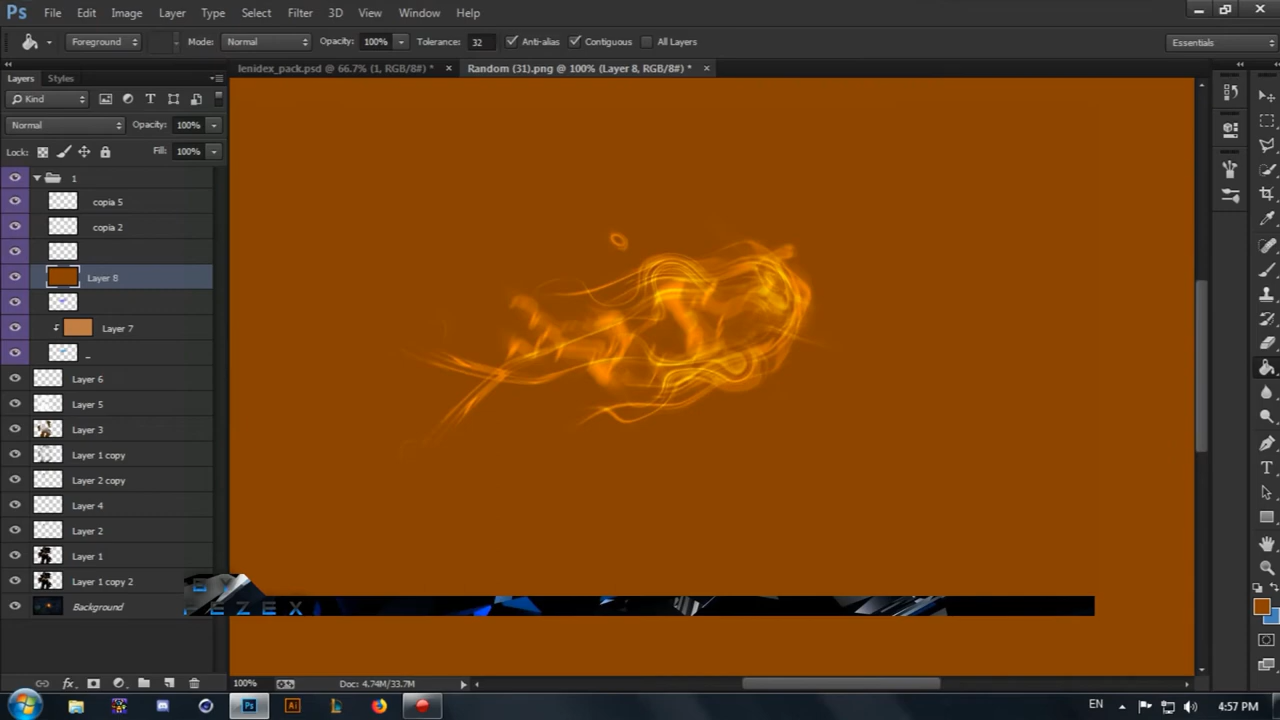 Ps File Edit Image Layer Type Select Filter 3D View Window Help
Foreground Mode: Normal Opacity: 100% Tolerance: 32 Anti-alias Contiguous All Layers Essentials
Layers Styles
lenidex_pack.psd @ 66.7% (1, RGB/8#) * Random (31).png @ 100% (Layer 8, RGB/8#) *
Kind
Normal Opacity: 100%
Lock: Fill: 100%
1
copia 5
copia 2
Layer 8
Layer 7
_
Layer 6
Layer 5
Layer 3
Layer 1 copy
Layer 2 copy
Layer 4
Layer 2
Layer 1
Layer 1 copy 2
Background
E Z E X
100% Doc: 4.74M/33.7M
Ps Ai EN 4:57 PM